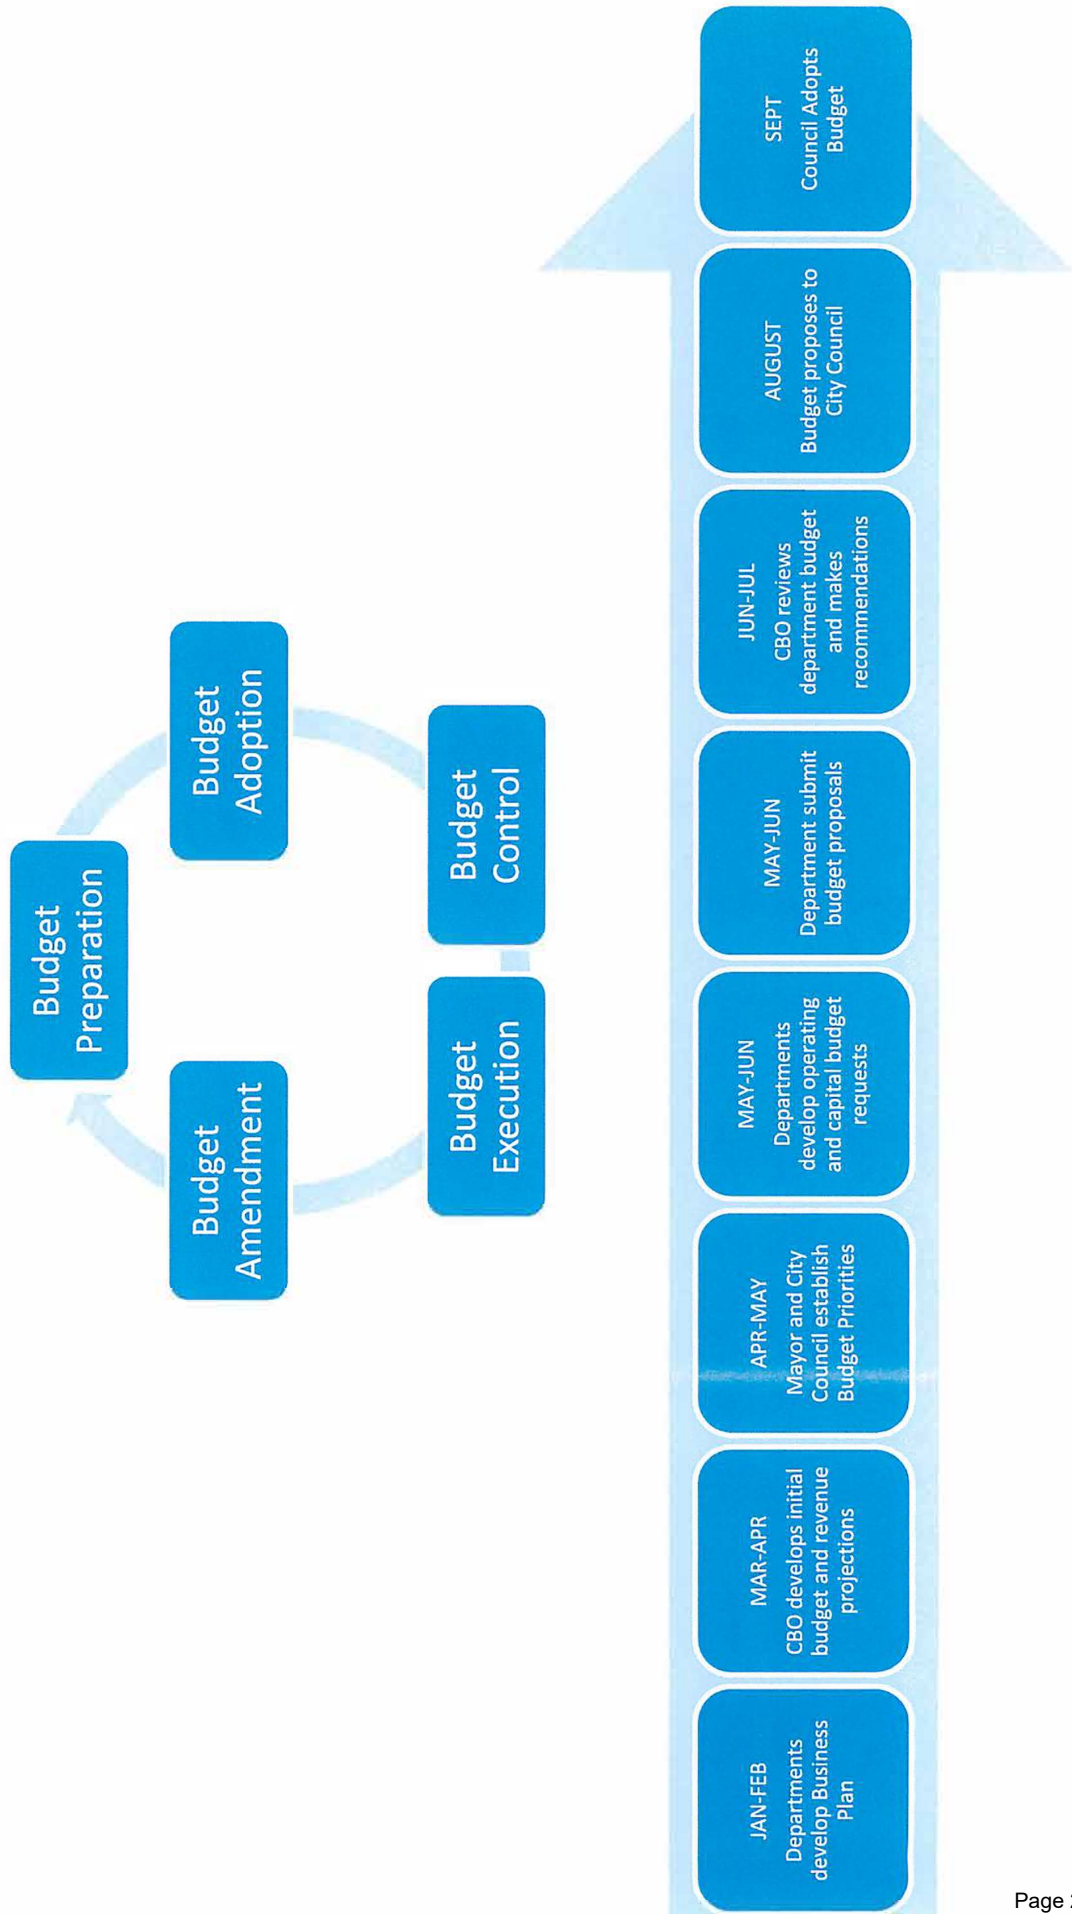 Budget
Preparation
Budget
Adoption
Budget
Control
Budget
Execution
Budget
Amendment
JAN-FEB
Departments
develop Business
Plan
MAR-APR
CBO develops initial
budget and revenue
projections
APR-MAY
Mayor and City
Council establish
Budget Priorities
MAY-JUN
Departments
develop operating
and capital budget
requests
MAY-JUN
Department submit
budget proposals
JUN-JUL
CBO reviews
department budget
and makes
recommendations
AUGUST
Budget proposes to
City Council
SEPT
Council Adopts
Budget
Page 2